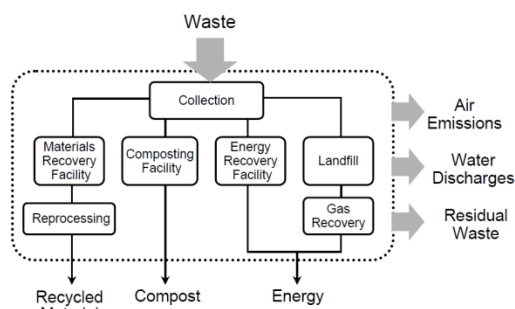 Waste
Collection
Air
Emissions
Materials
Recovery
Facility
Composting
Facility
Energy
Recovery
Facility
Landfill
Water
Discharges
Reprocessing
Gas
Recovery
Residual
Waste
Recycled
Compost
Energy